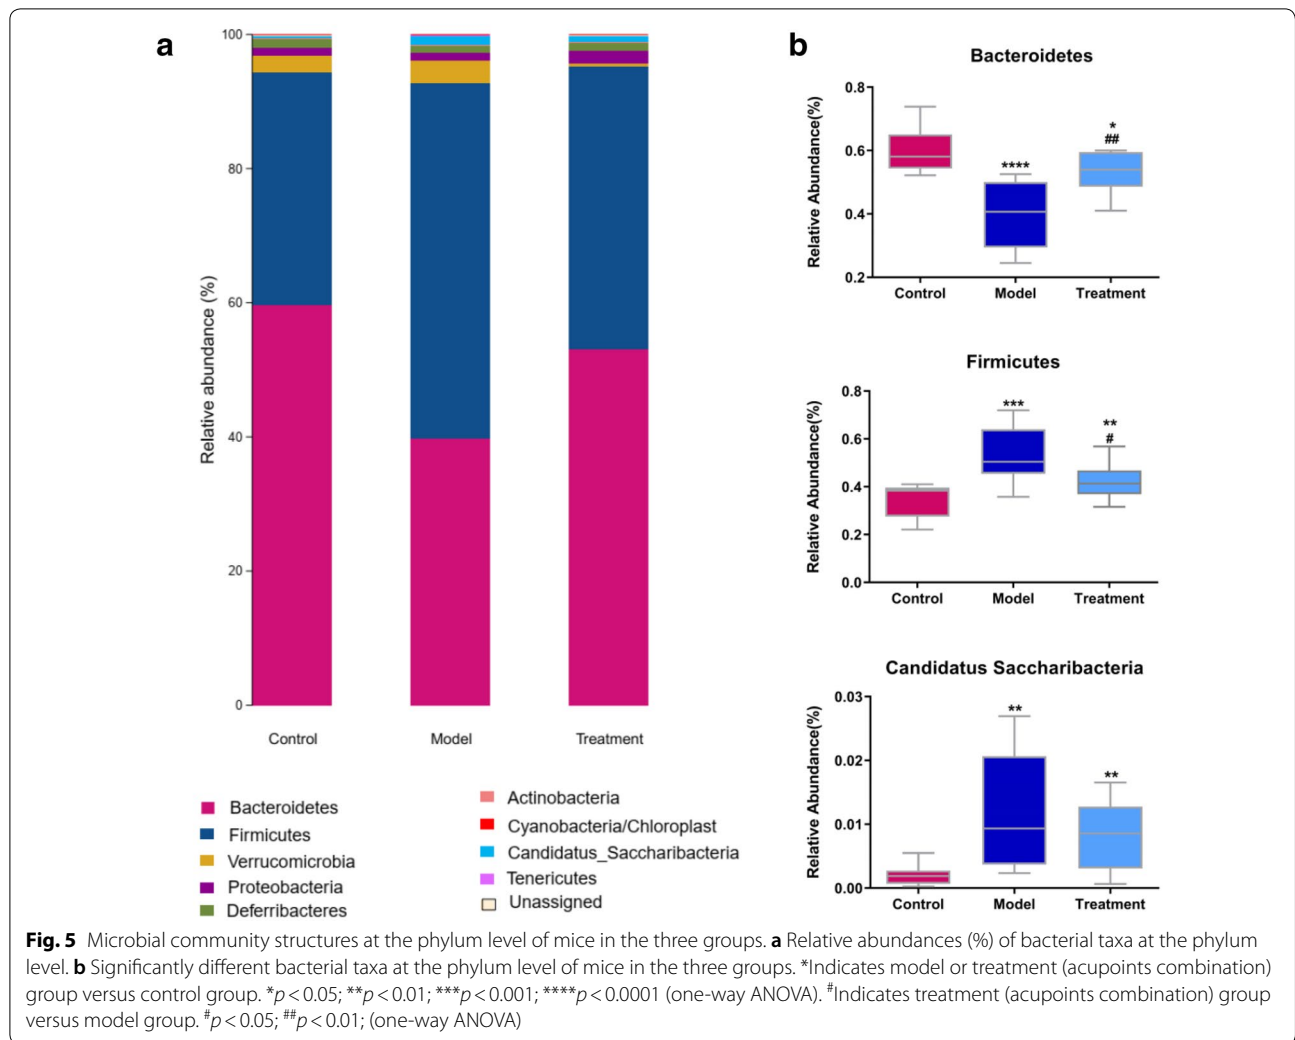 a
100
80
60
40
20
0
Relative abundance (%)
Control Model Treatment
Bacteroidetes
Firmicutes
Verrucomicrobia
Proteobacteria
Deferribacteres
Actinobacteria
Cyanobacteria/Chloroplast
Candidatus_Saccharibacteria
Tenericutes
Unassigned
b
Bacteroidetes
Relative Abundance(%)
0.8
0.6
0.4
0.2
****
*
##
Control Model Treatment
Firmicutes
Relative Abundance(%)
0.8
0.6
0.4
0.2
0.0
***
**
#
Control Model Treatment
Candidatus Saccharibacteria
Relative Abundance(%)
0.03
0.02
0.01
0.00
**
**
Control Model Treatment
Fig. 5 Microbial community structures at the phylum level of mice in the three groups. a Relative abundances (%) of bacterial taxa at the phylum
level. b Significantly different bacterial taxa at the phylum level of mice in the three groups. *Indicates model or treatment (acupoints combination)
group versus control group. *p < 0.05; **p < 0.01; ***p < 0.001; ****p < 0.0001 (one-way ANOVA). #Indicates treatment (acupoints combination) group
versus model group. #p < 0.05; ##p < 0.01; (one-way ANOVA)